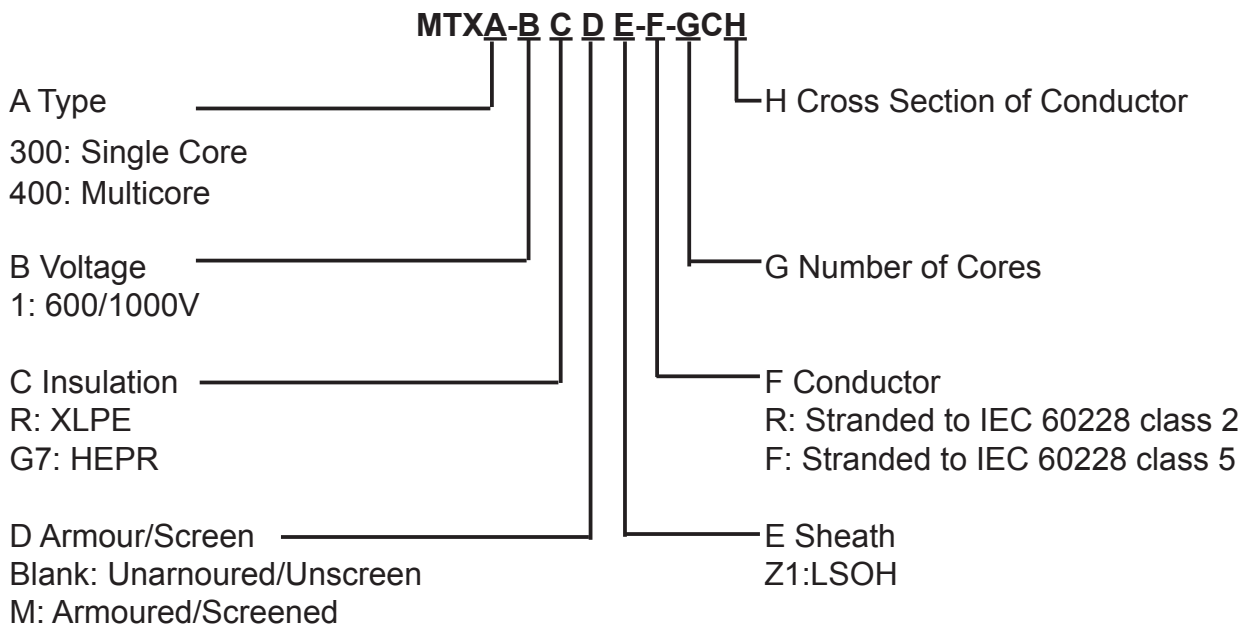 MTXA-B C D E-F-GCH
A Type
300: Single Core
400: Multicore
B Voltage
1: 600/1000V
C Insulation
R: XLPE
G7: HEPR
D Armour/Screen
Blank: Unarnoured/Unscreen
M: Armoured/Screened
H Cross Section of Conductor
G Number of Cores
F Conductor
R: Stranded to IEC 60228 class 2
F: Stranded to IEC 60228 class 5
E Sheath
Z1:LSOH